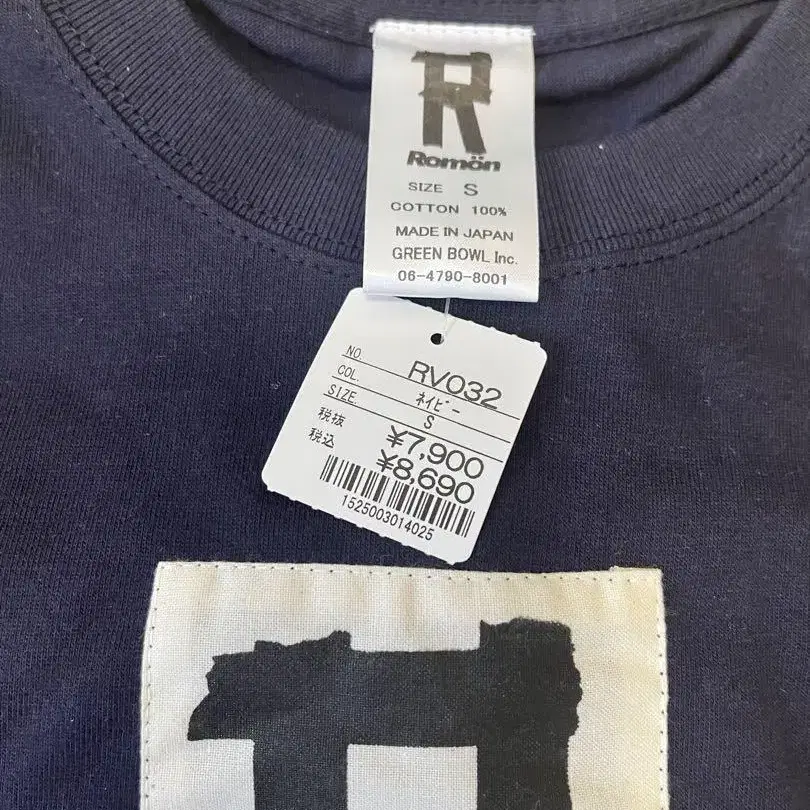 R
Romön
SIZE S
COTTON 100%
MADE IN JAPAN
GREEN BOWL Inc.
06-4790-8001
NO RV032
COL. ﾈｲﾋﾞｰ
SIZE. S
税抜 ¥7,900
税込 ¥8,690
1525003014025